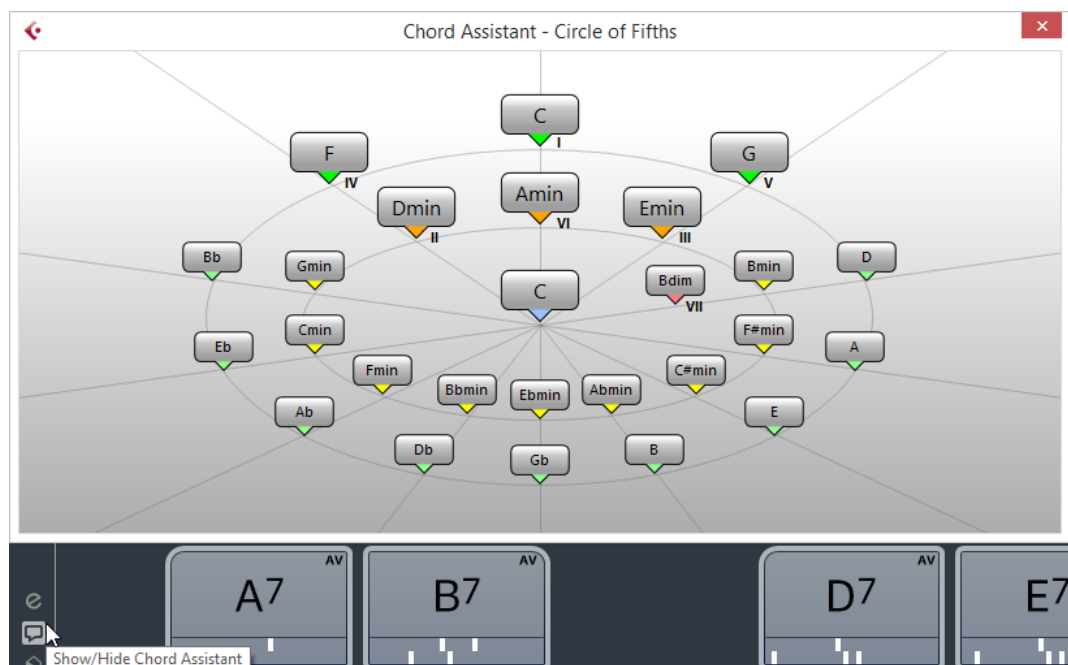 Chord Assistant - Circle of Fifths
C
I
F
IV
G
V
Amin
VI
Dmin
II
Emin
III
Bb
Gmin
Bmin
D
Bdim
VII
C
Cmin
F#min
Eb
A
Fmin
C#min
Bbmin
Ebmin
Abmin
Ab
E
Db
Gb
B
AV
A7
AV
B7
AV
D7
E7
e
Show/Hide Chord Assistant